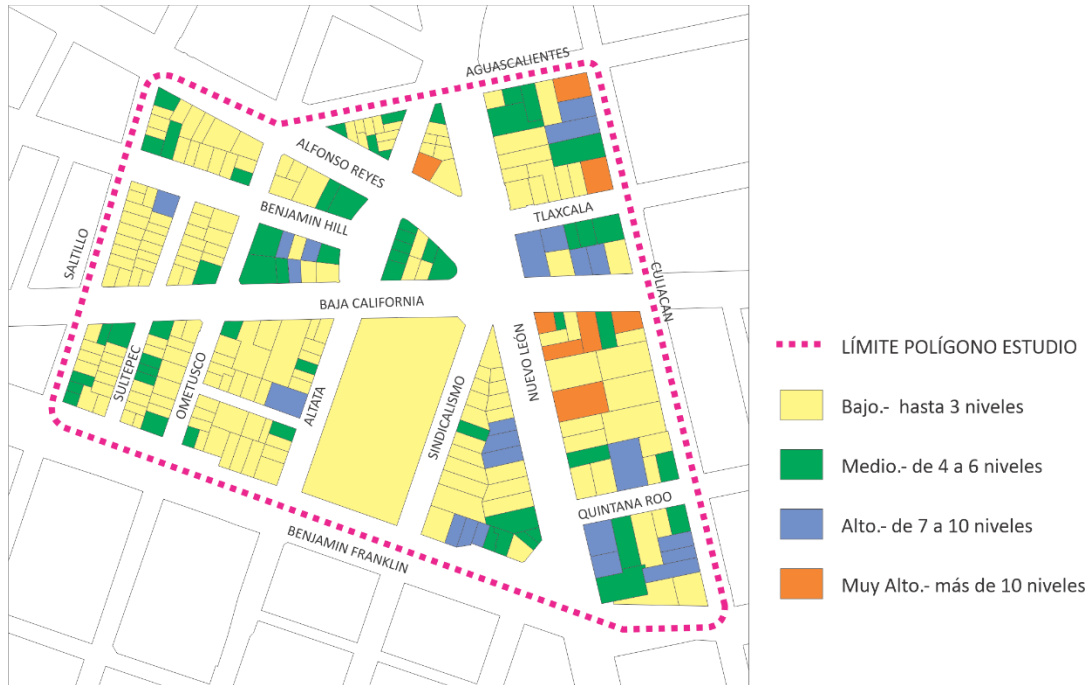 AGUASCALIENTES
ALFONSO REYES
BENJAMIN HILL
TLAXCALA
SALTILLO
CULIACAN
BAJA CALIFORNIA
SULTEPEC
OMETUSCO
ALTATA
SINDICALISMO
NUEVO LEÓN
QUINTANA ROO
BENJAMIN FRANKLIN
LÍMITE POLÍGONO ESTUDIO
Bajo.- hasta 3 niveles
Medio.- de 4 a 6 niveles
Alto.- de 7 a 10 niveles
Muy Alto.- más de 10 niveles